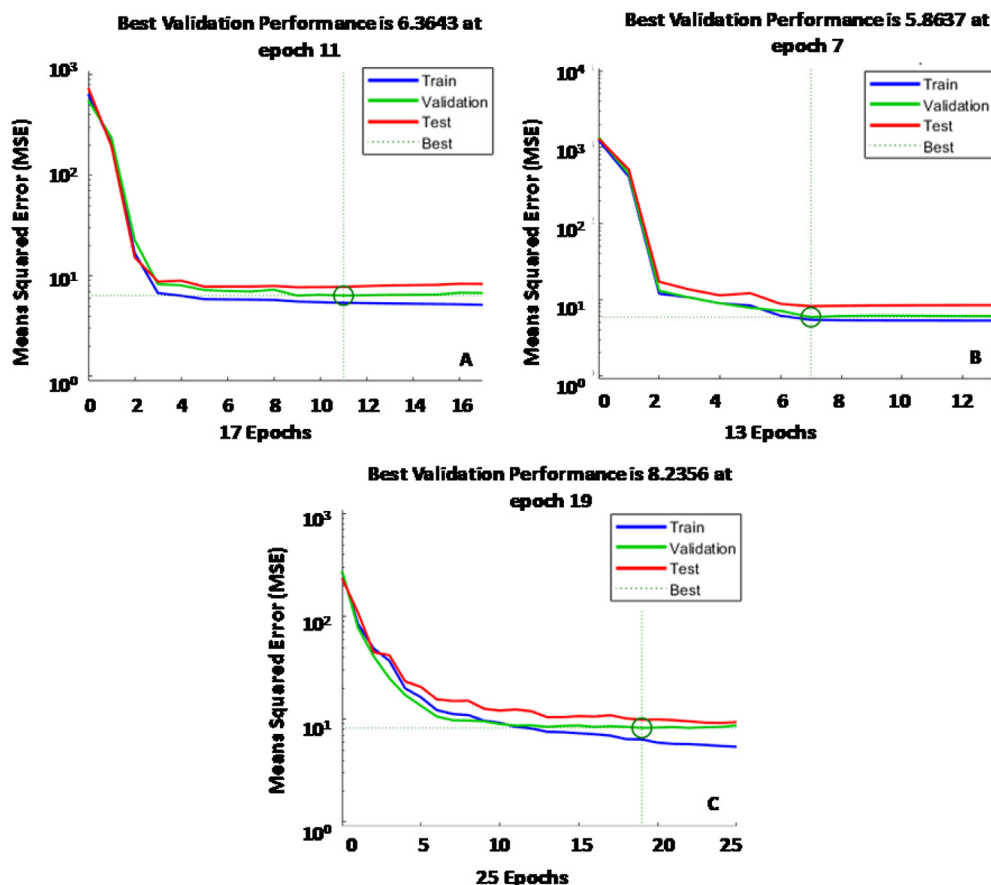 Best Validation Performance is 6.3643 at
epoch 11
10³
10²
10¹
10⁰
Means Squared Error (MSE)
Train
Validation
Test
Best
A
0 2 4 6 8 10 12 14 16
17 Epochs
Best Validation Performance is 5.8637 at
epoch 7
10⁴
10³
10²
10¹
10⁰
Means Squared Error (MSE)
Train
Validation
Test
Best
B
0 2 4 6 8 10 12
13 Epochs
Best Validation Performance is 8.2356 at
epoch 19
10³
10²
10¹
10⁰
Means Squared Error (MSE)
Train
Validation
Test
Best
C
0 5 10 15 20 25
25 Epochs